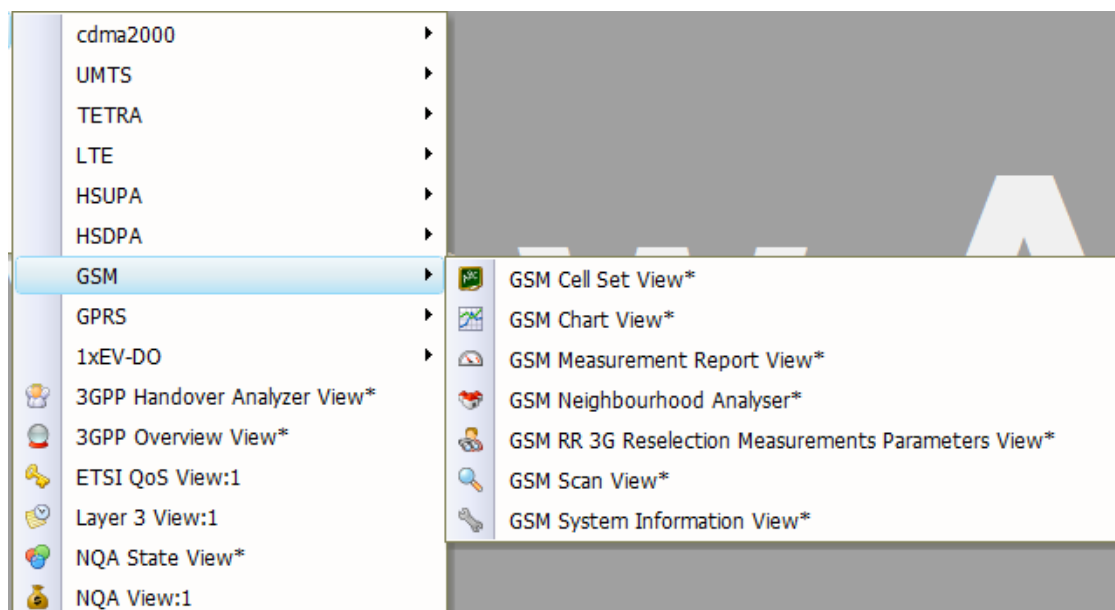 cdma2000
UMTS
TETRA
LTE
HSUPA
HSDPA
GSM
GPRS
1xEV-DO
3GPP Handover Analyzer View*
3GPP Overview View*
ETSI QoS View:1
Layer 3 View:1
NQA State View*
NQA View:1
GSM Cell Set View*
GSM Chart View*
GSM Measurement Report View*
GSM Neighbourhood Analyser*
GSM RR 3G Reselection Measurements Parameters View*
GSM Scan View*
GSM System Information View*